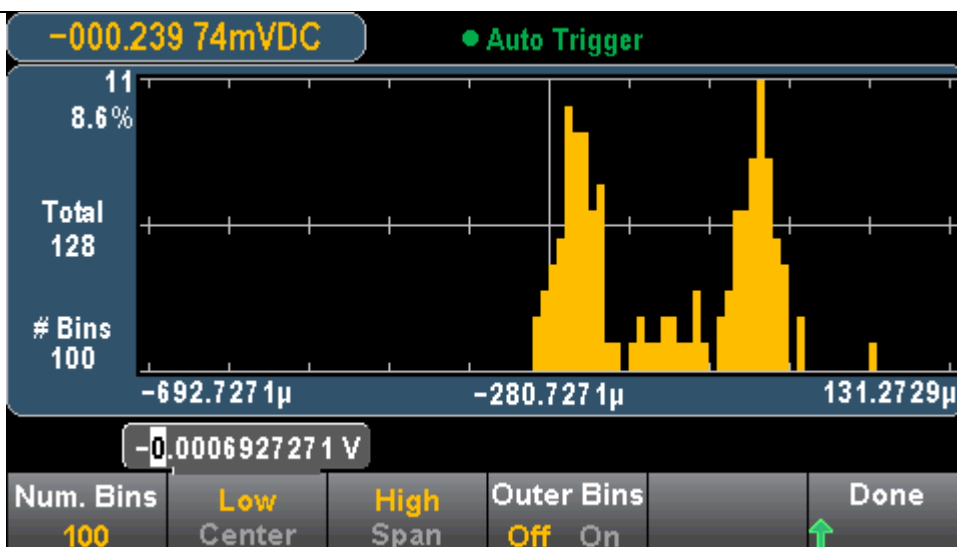 -000.239 74mVDC
Auto Trigger
11
8.6%
Total
128
# Bins
100
-692.7271µ
-280.7271µ
131.2729µ
-0.0006927271 V
Num. Bins
100
Low
Center
High
Span
Outer Bins
Off On
Done